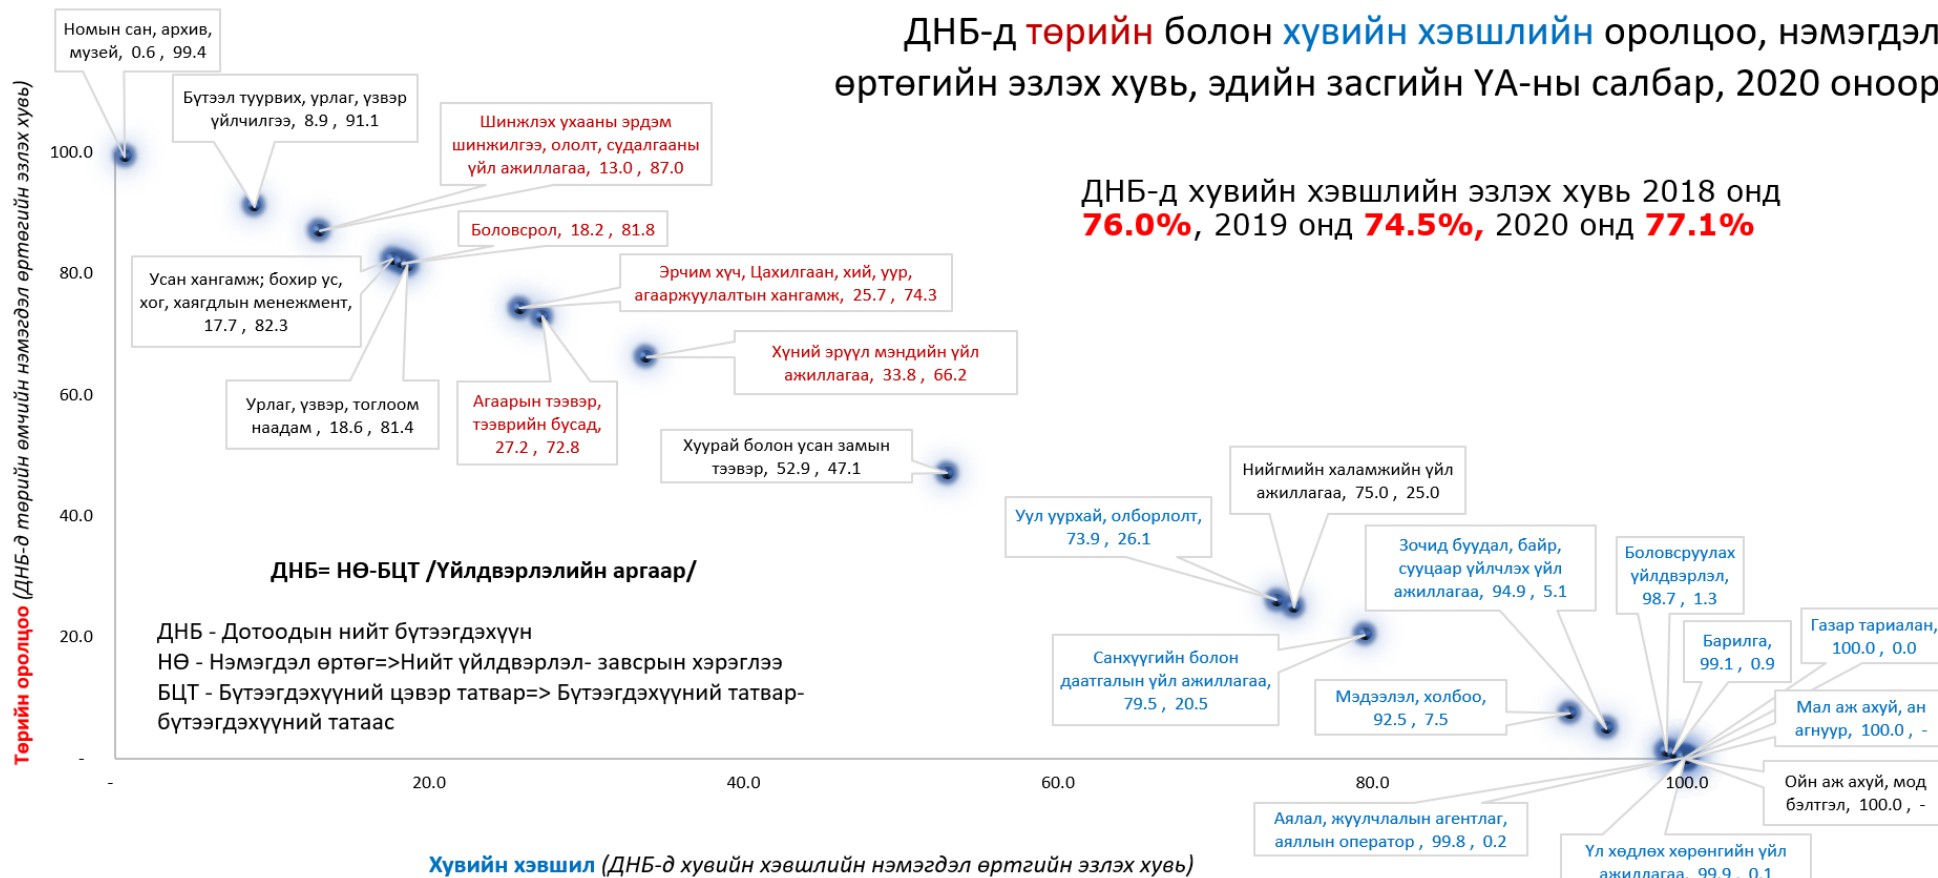 ДНБ-д төрийн болон хувийн хэвшлийн оролцоо, нэмэгдэл
өртөгийн эзлэх хувь, эдийн засгийн ҮА-ны салбар, 2020 оноор
ДНБ-д хувийн хэвшлийн эзлэх хувь 2018 онд
76.0%, 2019 онд 74.5%, 2020 онд 77.1%
Төрийн оролцоо (ДНБ-д төрийн өмчийн нэмэгдэл өртөгийн эзлэх хувь)
100.0
80.0
60.0
40.0
20.0
-
Номын сан, архив,
музей, 0.6 , 99.4
Бүтээл туурвих, урлаг, үзвэр
үйлчилгээ, 8.9 , 91.1
Шинжлэх ухааны эрдэм
шинжилгээ, ололт, судалгааны
үйл ажиллагаа, 13.0 , 87.0
Боловсрол, 18.2 , 81.8
Усан хангамж; бохир ус,
хог, хаягдлын менежмент,
17.7 , 82.3
Эрчим хүч, Цахилгаан, хий, уур,
агааржуулалтын хангамж, 25.7 , 74.3
Хүний эрүүл мэндийн үйл
ажиллагаа, 33.8 , 66.2
Урлаг, үзвэр, тоглоом
наадам , 18.6 , 81.4
Агаарын тээвэр,
тээврийн бусад,
27.2 , 72.8
Хуурай болон усан замын
тээвэр, 52.9 , 47.1
Нийгмийн халамжийн үйл
ажиллагаа, 75.0 , 25.0
Уул уурхай, олборлолт,
73.9 , 26.1
Зочид буудал, байр,
сууцаар үйлчлэх үйл
ажиллагаа, 94.9 , 5.1
Боловсруулах
үйлдвэрлэл,
98.7 , 1.3
Барилга,
99.1 , 0.9
Газар тариалан,
100.0 , 0.0
Санхүүгийн болон
даатгалын үйл ажиллагаа,
79.5 , 20.5
Мэдээлэл, холбоо,
92.5 , 7.5
Мал аж ахуй, ан
агнуур, 100.0 , -
Ойн аж ахуй, мод
бэлтгэл, 100.0 , -
Аялал, жуулчлалын агентлаг,
аяллын оператор , 99.8 , 0.2
Үл хөдлөх хөрөнгийн үйл
ажиллагаа, 99.9 , 0.1
ДНБ= НӨ-БЦТ /Үйлдвэрлэлийн аргаар/
ДНБ - Дотоодын нийт бүтээгдэхүүн
НӨ - Нэмэгдэл өртөг=>Нийт үйлдвэрлэл- завсрын хэрэглээ
БЦТ - Бүтээгдэхүүний цэвэр татвар=> Бүтээгдэхүүний татвар-
бүтээгдэхүүний татаас
-
20.0
40.0
60.0
80.0
100.0
Хувийн хэвшил (ДНБ-д хувийн хэвшлийн нэмэгдэл өртгийн эзлэх хувь)